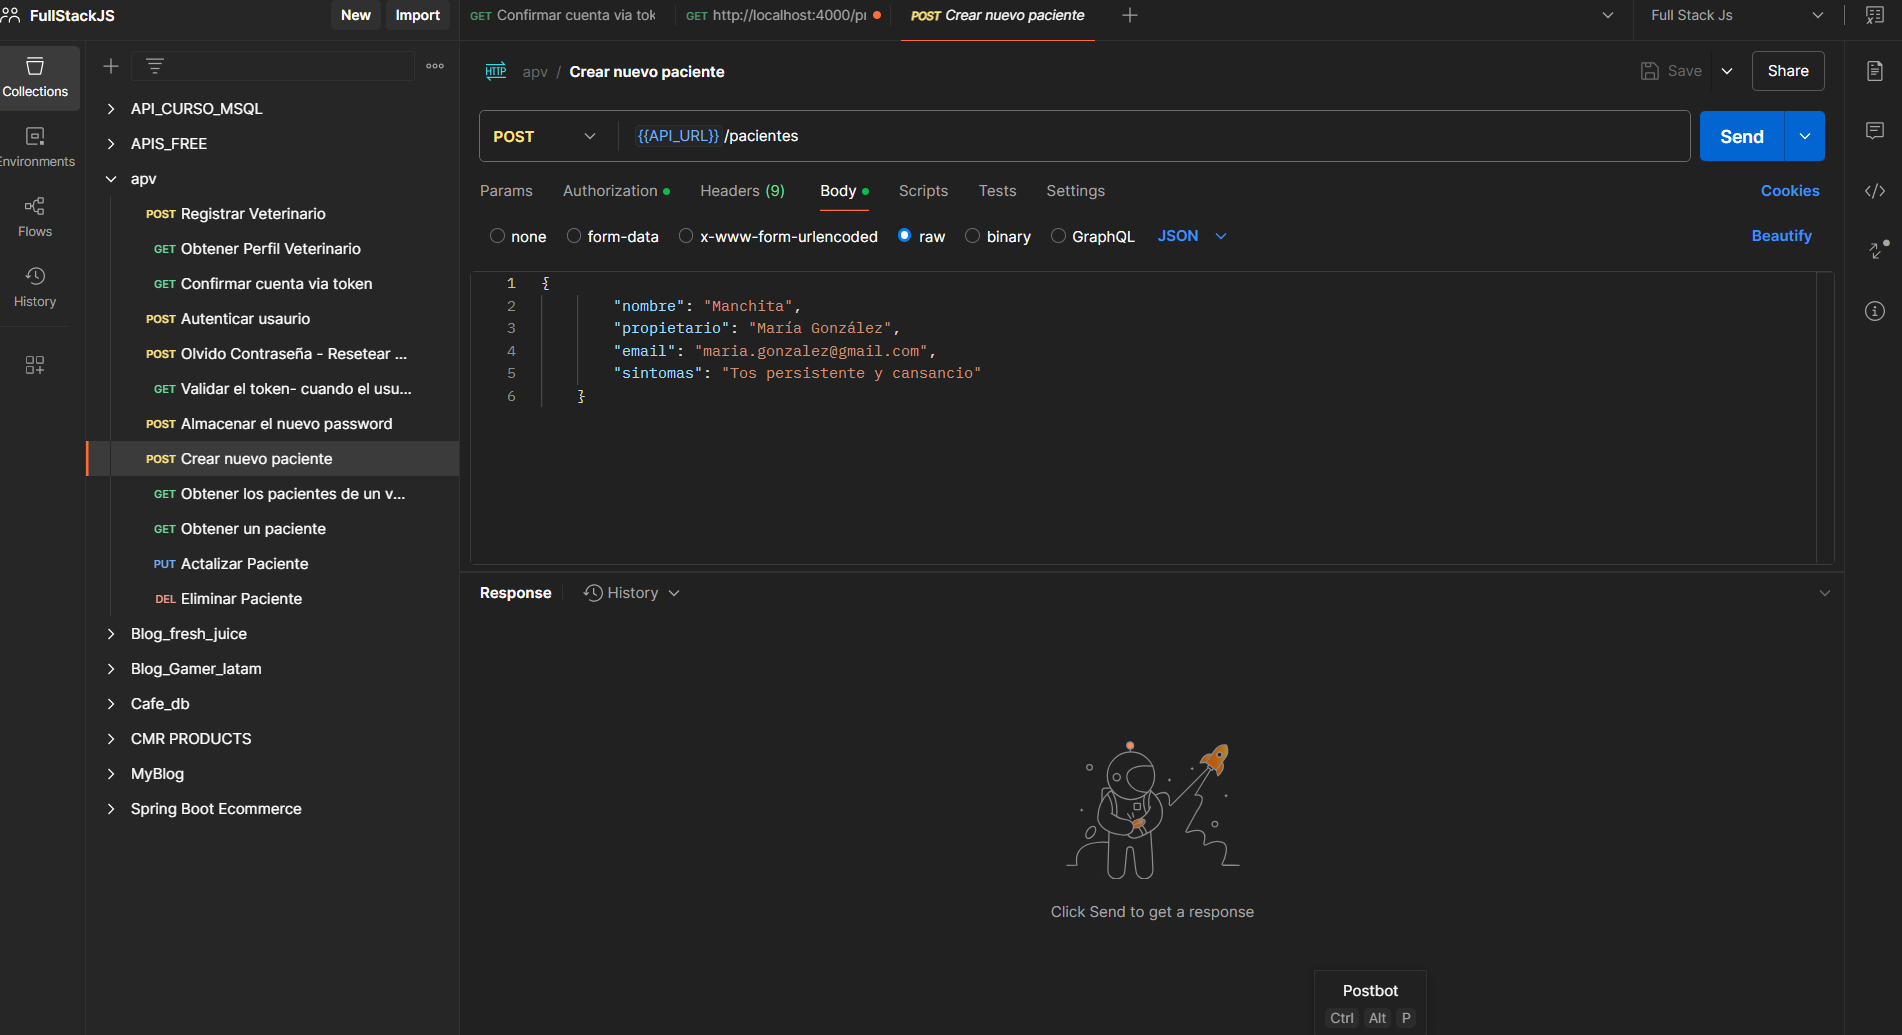 FullStackJS
New
Import
GET Confirmar cuenta via tok
GET http://localhost:4000/pr
POST Crear nuevo paciente
Full Stack Js
Collections
Environments
Flows
History
API_CURSO_MSQL
APIS_FREE
apv
POST Registrar Veterinario
GET Obtener Perfil Veterinario
GET Confirmar cuenta via token
POST Autenticar usaurio
POST Olvido Contraseña - Resetear ...
GET Validar el token- cuando el usu...
POST Almacenar el nuevo password
POST Crear nuevo paciente
GET Obtener los pacientes de un v...
GET Obtener un paciente
PUT Actalizar Paciente
DEL Eliminar Paciente
Blog_fresh_juice
Blog_Gamer_latam
Cafe_db
CMR PRODUCTS
MyBlog
Spring Boot Ecommerce
HTTP apv / Crear nuevo paciente
Save
Share
POST {{API_URL}} /pacientes
Send
Params Authorization Headers (9) Body Scripts Tests Settings
Cookies
none form-data x-www-form-urlencoded raw binary GraphQL JSON
Beautify
1 {
2 "nombre": "Manchita",
3 "propietario": "María González",
4 "email": "maria.gonzalez@gmail.com",
5 "sintomas": "Tos persistente y cansancio"
6 }
Response History
Click Send to get a response
Postbot
Ctrl Alt P